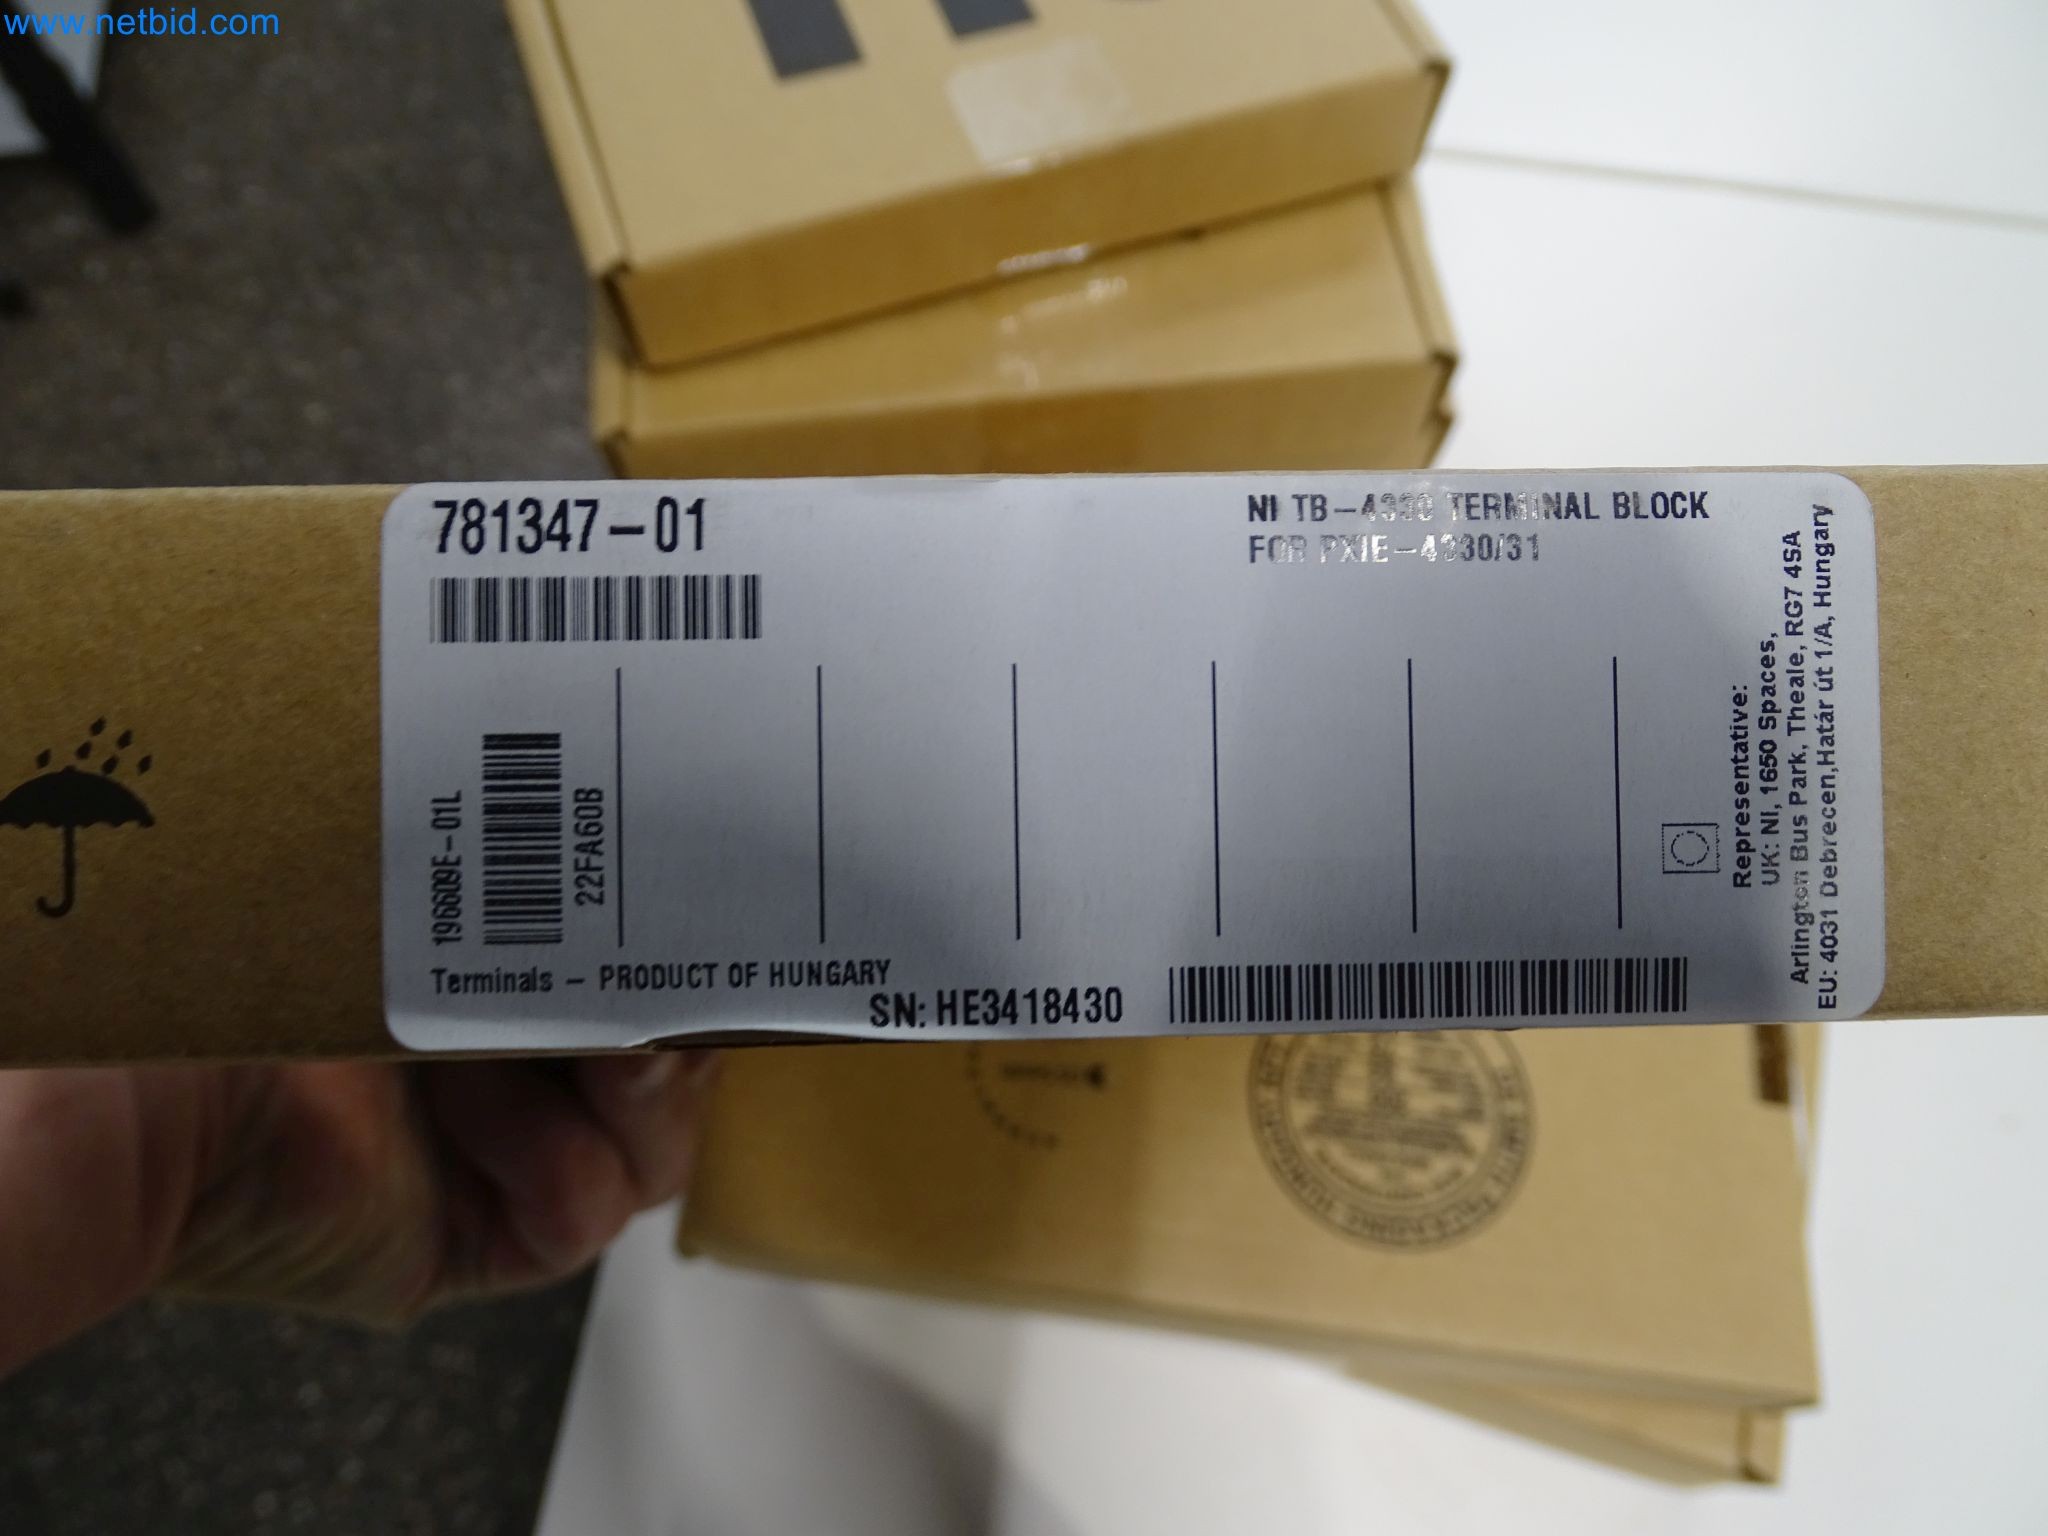 www.netbid.com
781347-01
NI TB-4330 TERMINAL BLOCK
FOR PXIE-4330/31
196609E-01L
22FA60B
Terminals - PRODUCT OF HUNGARY
SN: HE3418430
Representative:
UK: NI, 1650 Spaces,
Arlington Bus Park, Theale, RG7 4SA
EU: 4031 Debrecen,Határ út 1/A, Hungary